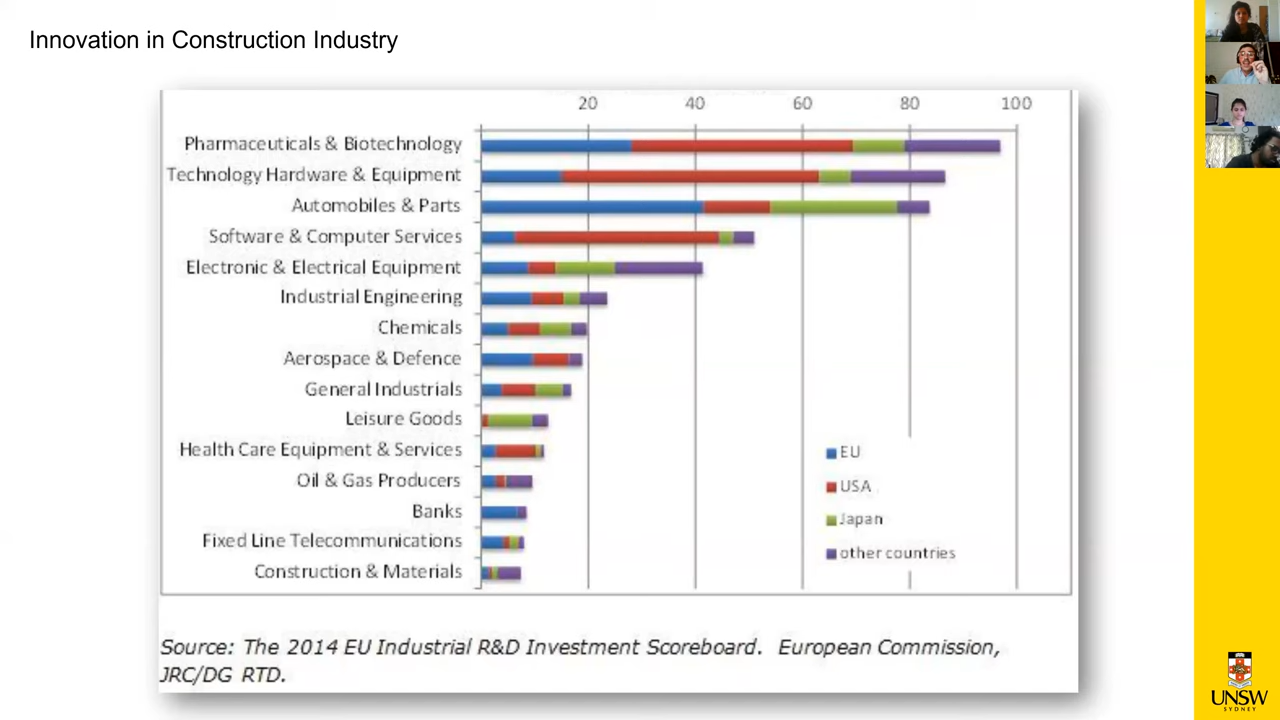 Innovation in Construction Industry
20 40 60 80 100
Pharmaceuticals & Biotechnology
Technology Hardware & Equipment
Automobiles & Parts
Software & Computer Services
Electronic & Electrical Equipment
Industrial Engineering
Chemicals
Aerospace & Defence
General Industrials
Leisure Goods
Health Care Equipment & Services
Oil & Gas Producers
Banks
Fixed Line Telecommunications
Construction & Materials
EU
USA
Japan
other countries
Source: The 2014 EU Industrial R&D Investment Scoreboard. European Commission,
JRC/DG RTD.
UNSW
SYDNEY